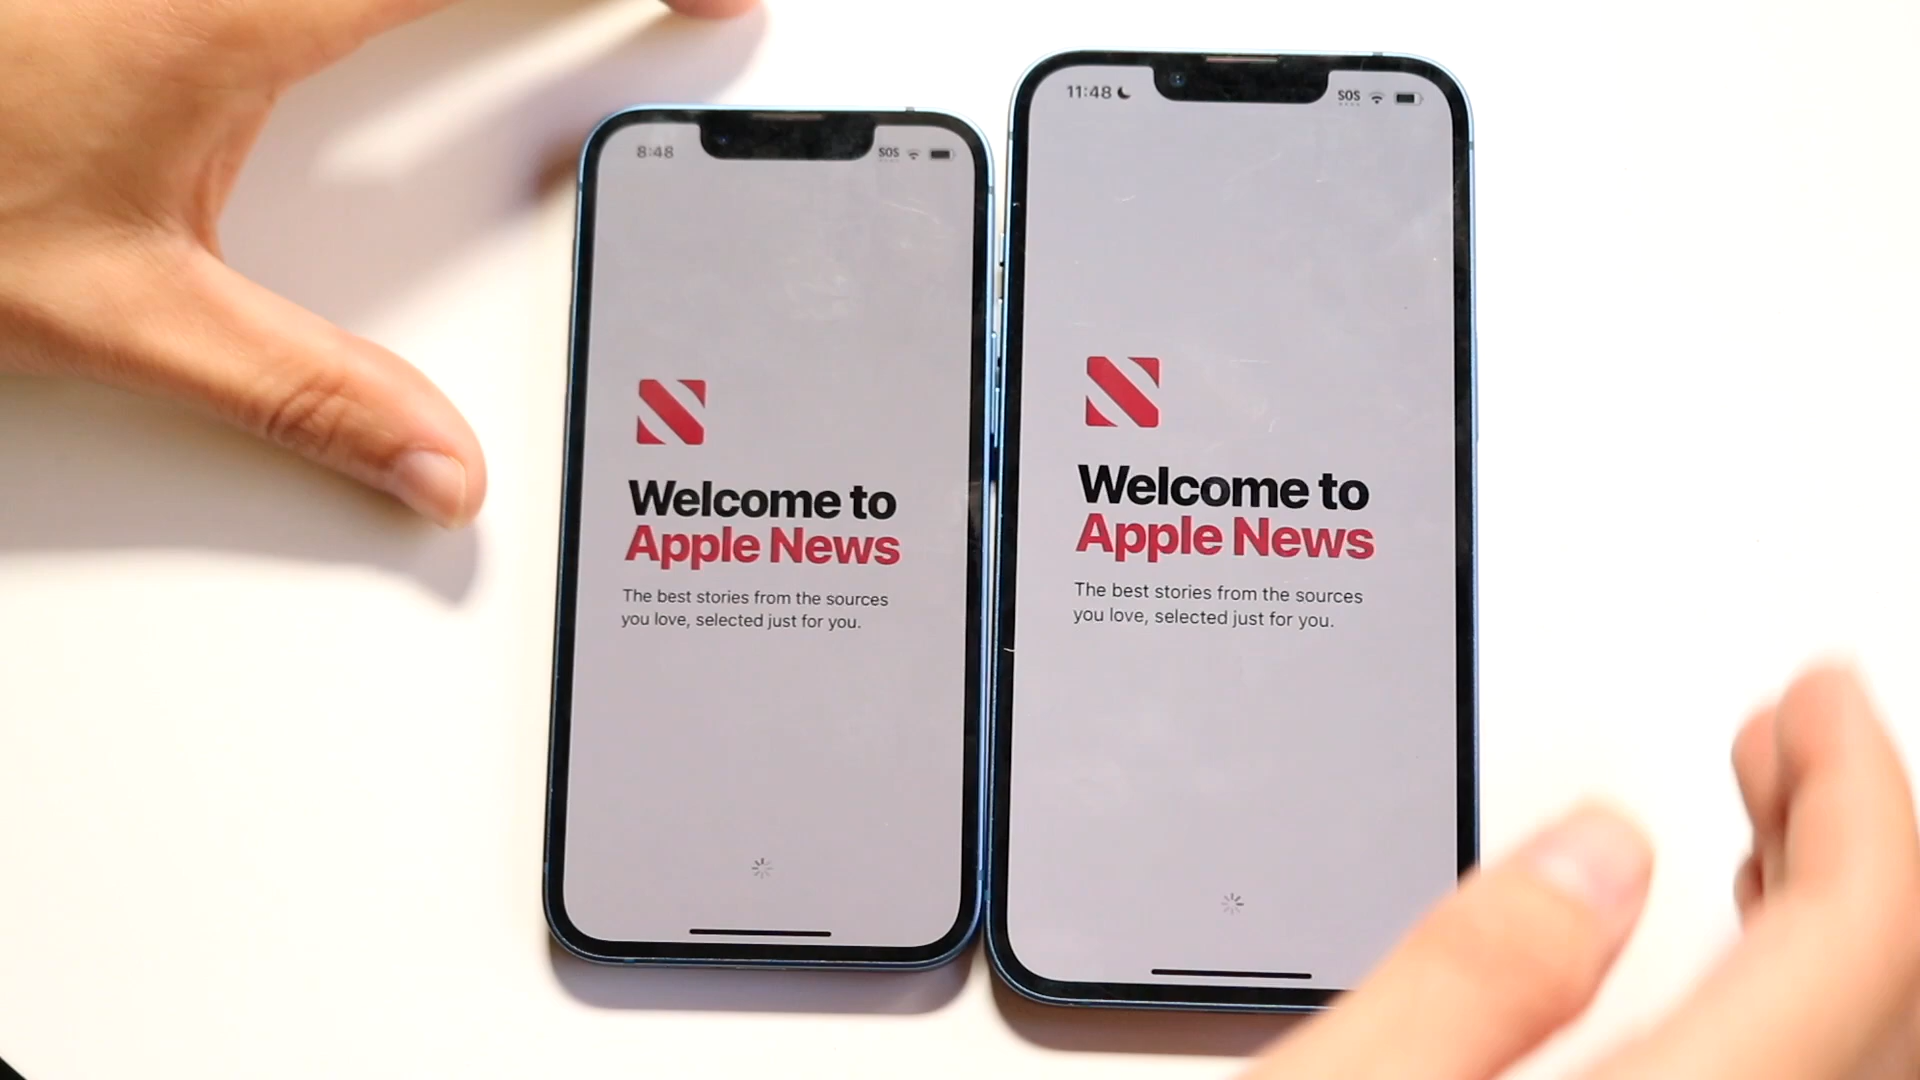 8:48
SOS
Welcome to
Apple News
The best stories from the sources
you love, selected just for you.
11:48
SOS
Welcome to
Apple News
The best stories from the sources
you love, selected just for you.